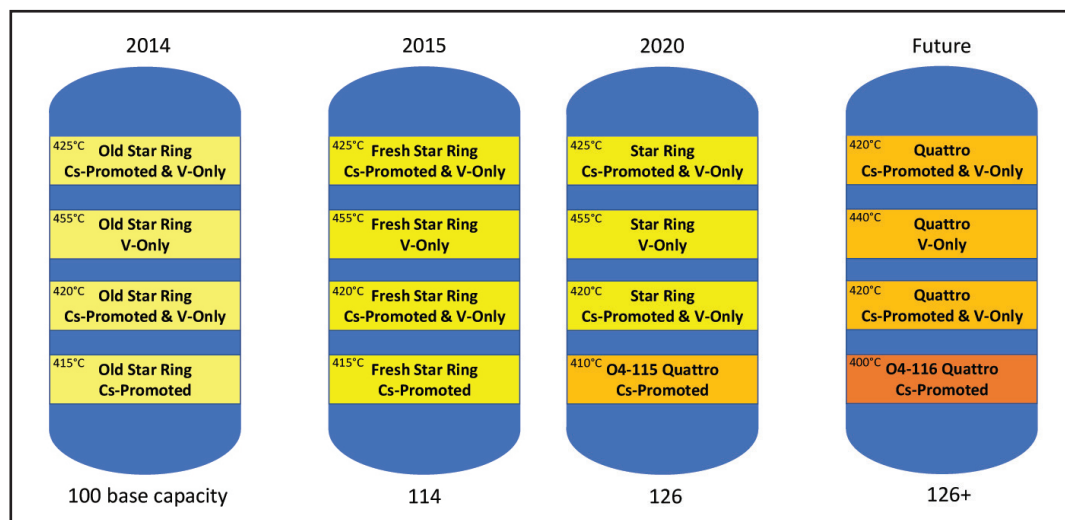 2014
425°C
Old Star Ring
Cs-Promoted & V-Only
455°C
Old Star Ring
V-Only
420°C
Old Star Ring
Cs-Promoted & V-Only
415°C
Old Star Ring
Cs-Promoted
100 base capacity
2015
425°C
Fresh Star Ring
Cs-Promoted & V-Only
455°C
Fresh Star Ring
V-Only
420°C
Fresh Star Ring
Cs-Promoted & V-Only
415°C
Fresh Star Ring
Cs-Promoted
114
2020
425°C
Star Ring
Cs-Promoted & V-Only
455°C
Star Ring
V-Only
420°C
Star Ring
Cs-Promoted & V-Only
410°C
O4-115 Quattro
Cs-Promoted
126
Future
420°C
Quattro
Cs-Promoted & V-Only
440°C
Quattro
V-Only
420°C
Quattro
Cs-Promoted & V-Only
400°C
O4-116 Quattro
Cs-Promoted
126+